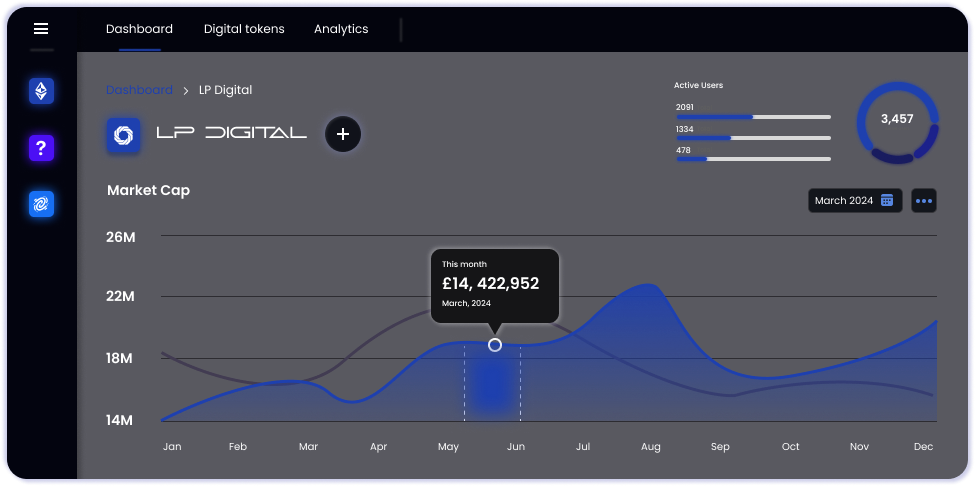 Dashboard Digital tokens Analytics
Dashboard > LP Digital
LP DIGITAL
+
?
Active Users
2091
1334
478
3,457
Market Cap
March 2024
26M
22M
18M
14M
This month
£14, 422,952
March, 2024
Jan Feb Mar Apr May Jun Jul Aug Sep Oct Nov Dec